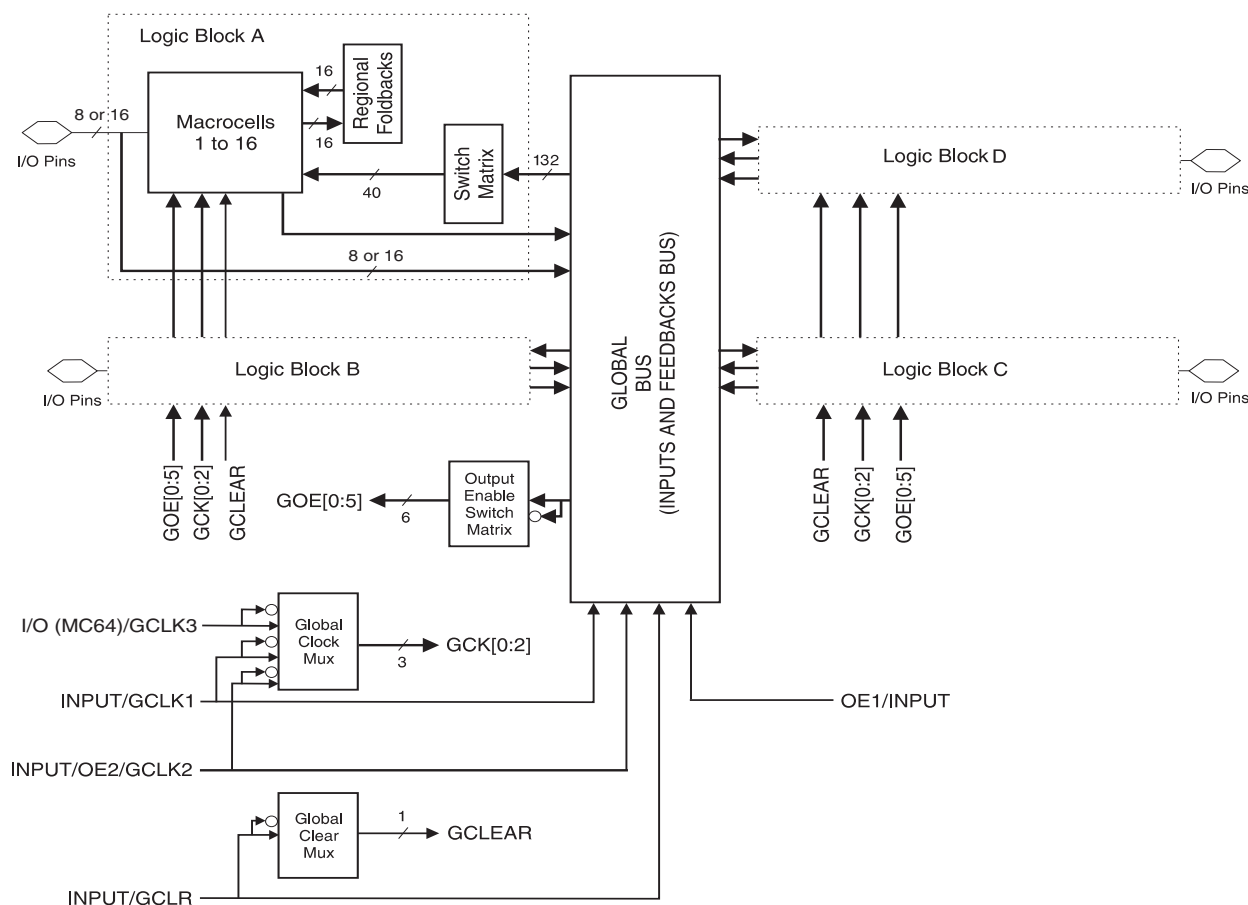 Logic Block A
16
Regional
Foldbacks
8 or 16
Macrocells
1 to 16
16
I/O Pins
Switch
Matrix
132
40
8 or 16
Logic Block D
I/O Pins
GLOBAL
BUS
(INPUTS AND FEEDBACKS BUS)
Logic Block B
I/O Pins
Logic Block C
I/O Pins
GOE[0:5]
GCK[0:2]
GCLEAR
GOE[0:5]
6
Output
Enable
Switch
Matrix
GCLEAR
GCK[0:2]
GOE[0:5]
I/O (MC64)/GCLK3
Global
Clock
Mux
3
GCK[0:2]
INPUT/GCLK1
OE1/INPUT
INPUT/OE2/GCLK2
Global
Clear
Mux
1
GCLEAR
INPUT/GCLR